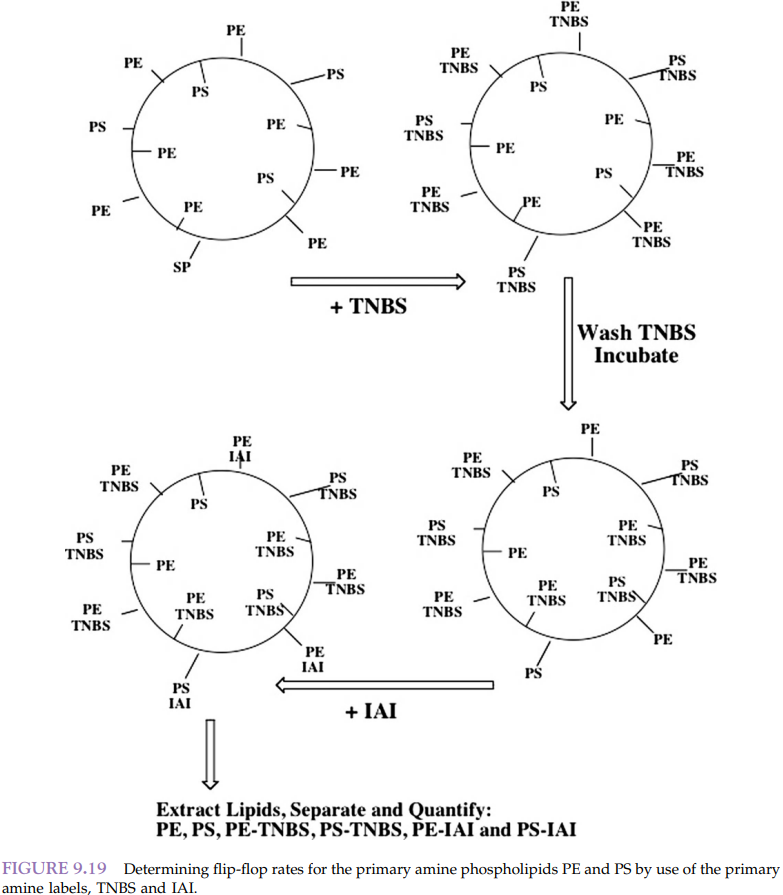 PE
PE
PS
PS
PS
PE
PE
PS
PE
PE
PE
SP
PE
PE
TNBS
PE
TNBS
PS
TNBS
PS
PS
TNBS
PE
PE
PE
TNBS
PS
PE
TNBS
PE
PE
TNBS
PS
TNBS
+ TNBS
Wash TNBS
Incubate
PE
IAI
PE
TNBS
PS
TNBS
PS
PS
TNBS
PE
TNBS
PE
PE
TNBS
PE
TNBS
PS
TNBS
PE
TNBS
PE
IAI
PS
IAI
PE
PE
TNBS
PS
TNBS
PS
PS
TNBS
PE
TNBS
PE
PE
TNBS
PE
TNBS
PS
TNBS
PE
TNBS
PE
PS
+ IAI
Extract Lipids, Separate and Quantify:
PE, PS, PE-TNBS, PS-TNBS, PE-IAI and PS-IAI
FIGURE 9.19 Determining flip-flop rates for the primary amine phospholipids PE and PS by use of the primary
amine labels, TNBS and IAI.